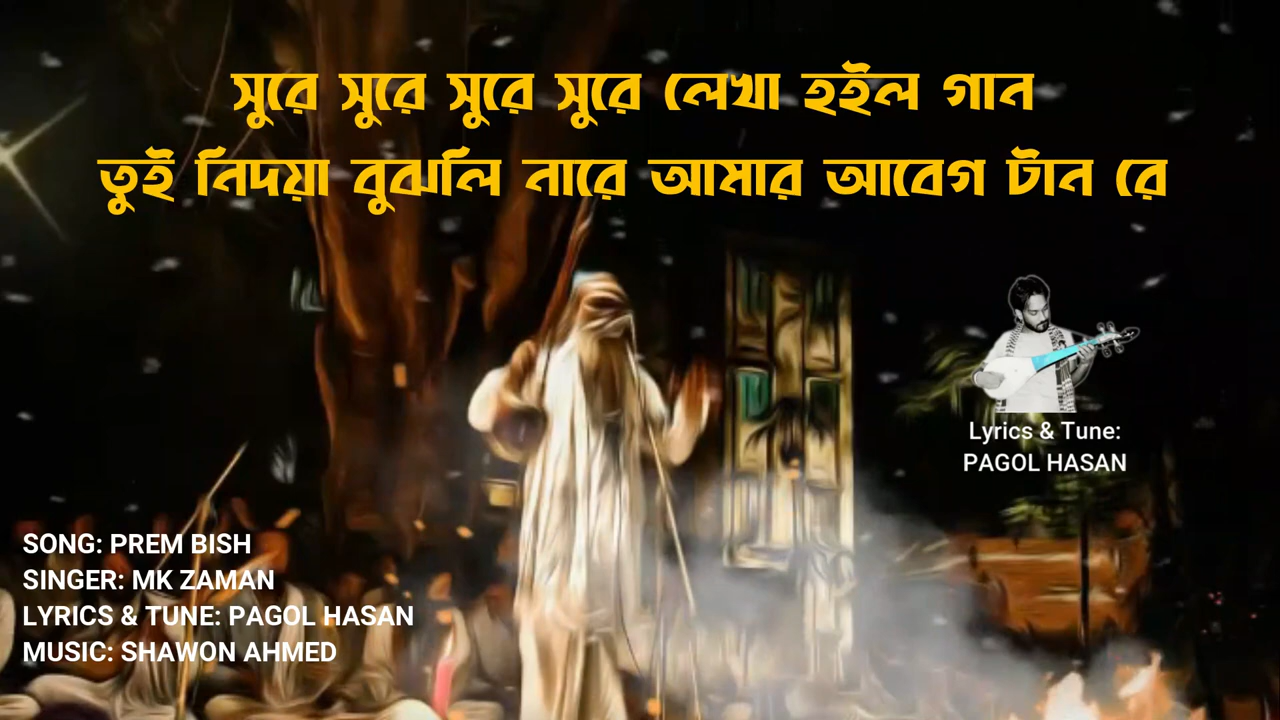 সুরে সুরে সুরে সুরে লেখা হইল গান
তুই নিদয়া বুঝলি নারে আমার আবেগ টান রে
Lyrics & Tune:
PAGOL HASAN
SONG: PREM BISH
SINGER: MK ZAMAN
LYRICS & TUNE: PAGOL HASAN
MUSIC: SHAWON AHMED